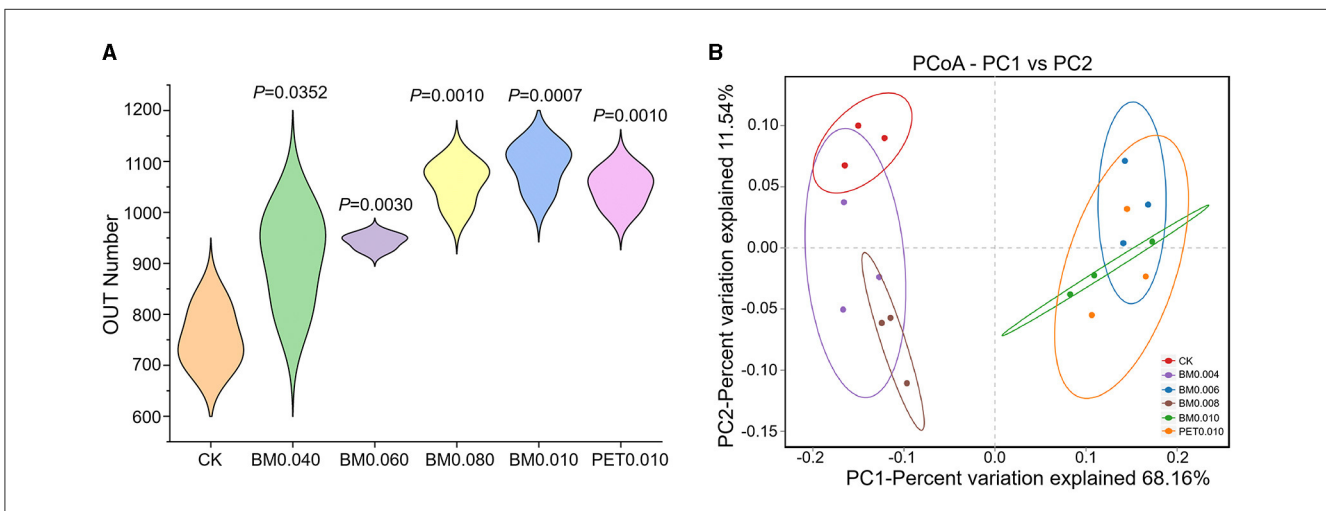 A
OUT Number
1200
1100
1000
900
800
700
600
P=0.0352
P=0.0030
P=0.0010
P=0.0007
P=0.0010
CK BM0.040 BM0.060 BM0.080 BM0.010 PET0.010
B
PCoA - PC1 vs PC2
PC2-Percent variation explained 11.54%
0.10
0.05
0.00
-0.05
-0.10
-0.15
CK
BM0.004
BM0.006
BM0.008
BM0.010
PET0.010
-0.2 -0.1 0.0 0.1 0.2
PC1-Percent variation explained 68.16%